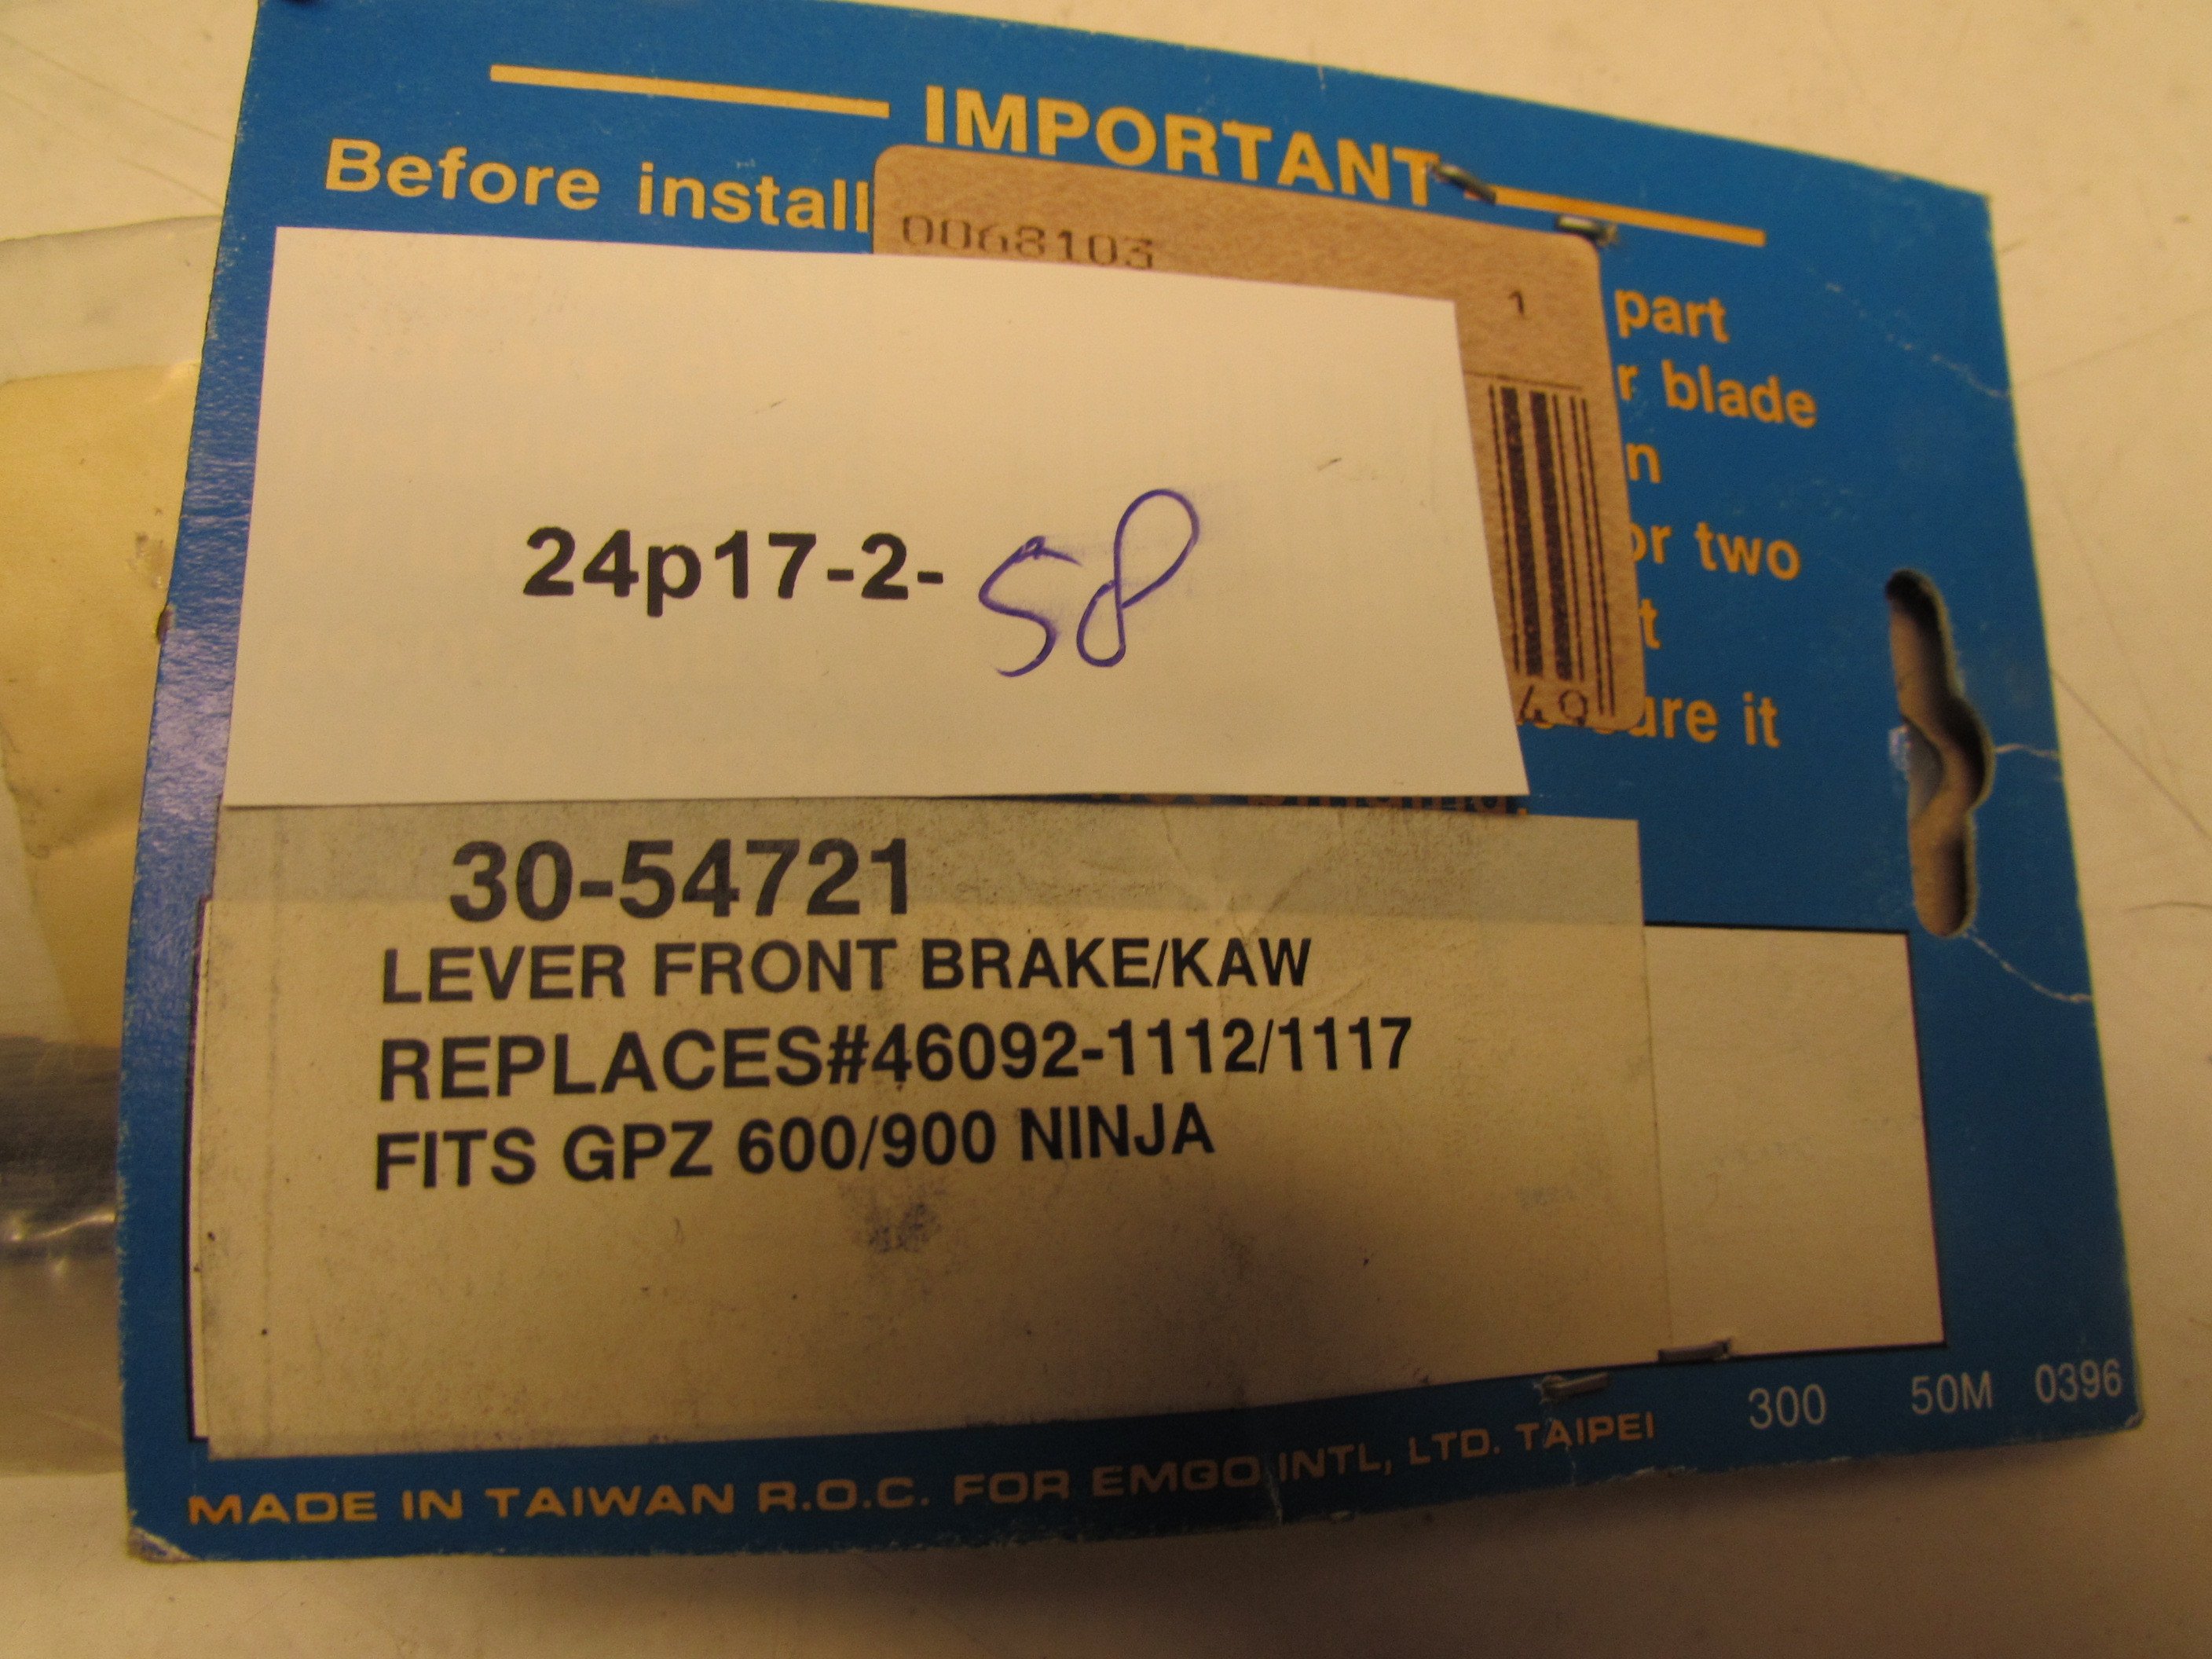 IMPORTANT
Before install
0068103
1
part
blade
or two
sure it
49
24p17-2-58
30-54721
LEVER FRONT BRAKE/KAW
REPLACES#46092-1112/1117
FITS GPZ 600/900 NINJA
300 50M 0396
MADE IN TAIWAN R.O.C. FOR EMGO INTL, LTD. TAIPEI